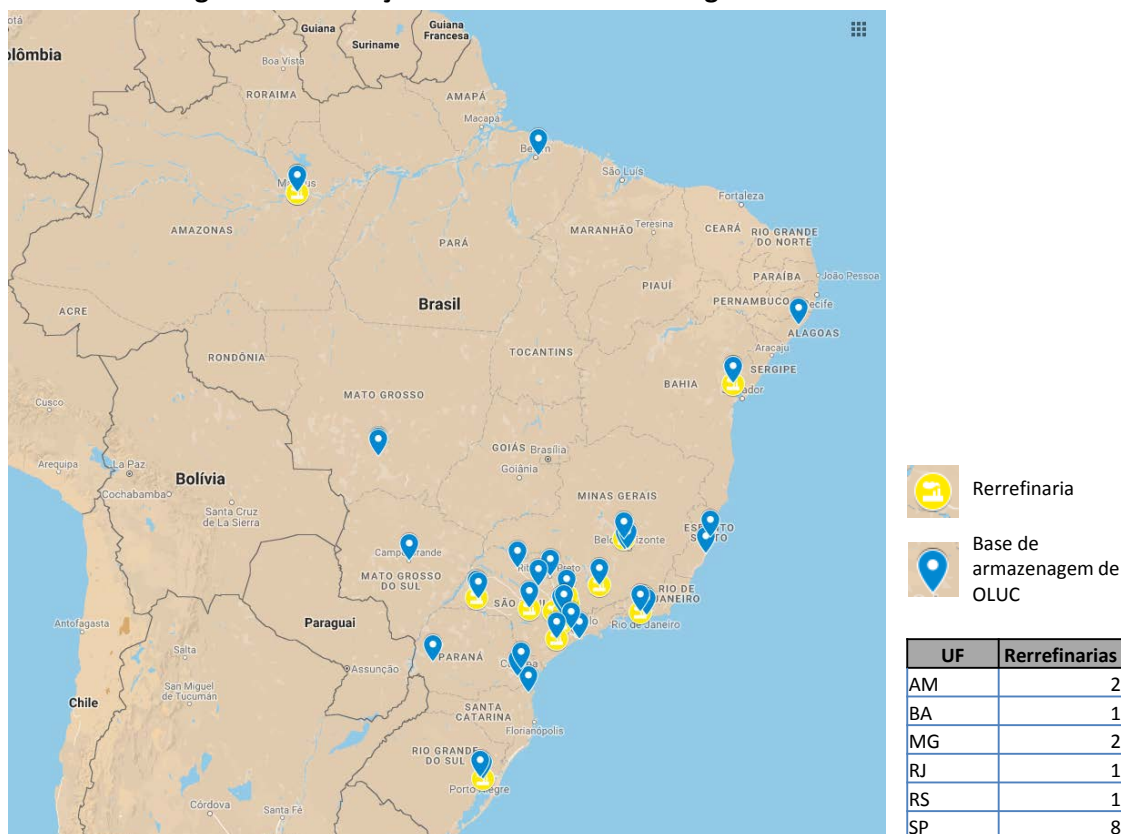 Guiana
Suriname
Guiana
Francesa
Boa Vista
RORAIMA
AMAPÁ
Macapá
São Luís
Fortaleza
AMAZONAS
PARÁ
MARANHÃO
Teresina
CEARÁ
RIO GRANDE
DO NORTE
PARAÍBA
João Pessoa
PIAUÍ
PERNAMBUCO
Brasil
ACRE
ALAGOAS
Aracaju
SERGIPE
RONDÔNIA
TOCANTINS
BAHIA
MATO GROSSO
Cusco
GOIÁS
Brasília
Goiânia
Arequipa
La Paz
Bolívia
Cochabamba
Santa Cruz
de La Sierra
MINAS GERAIS
MATO GROSSO
DO SUL
RIO DE
JANEIRO
Rio de Janeiro
Antofagasta
Paraguai
PARANÁ
Salta
Assunção
San Miguel
de Tucumán
Chile
SANTA
CATARINA
Florianópolis
RIO GRANDE
DO SUL
Porto Alegre
Córdova
Santa Fé
Rerrefinaria
Base de
armazenagem de
OLUC
UF Rerrefinarias
AM 2
BA 1
MG 2
RJ 1
RS 1
SP 8